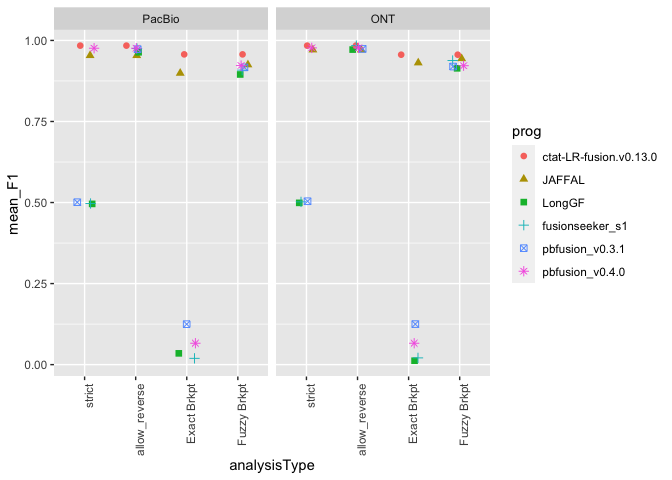 PacBio
ONT
1.00
0.75
0.50
0.25
0.00
mean_F1
strict
allow_reverse
Exact Brkpt
Fuzzy Brkpt
strict
allow_reverse
Exact Brkpt
Fuzzy Brkpt
analysisType
prog
ctat-LR-fusion.v0.13.0
JAFFAL
LongGF
fusionseeker_s1
pbfusion_v0.3.1
pbfusion_v0.4.0